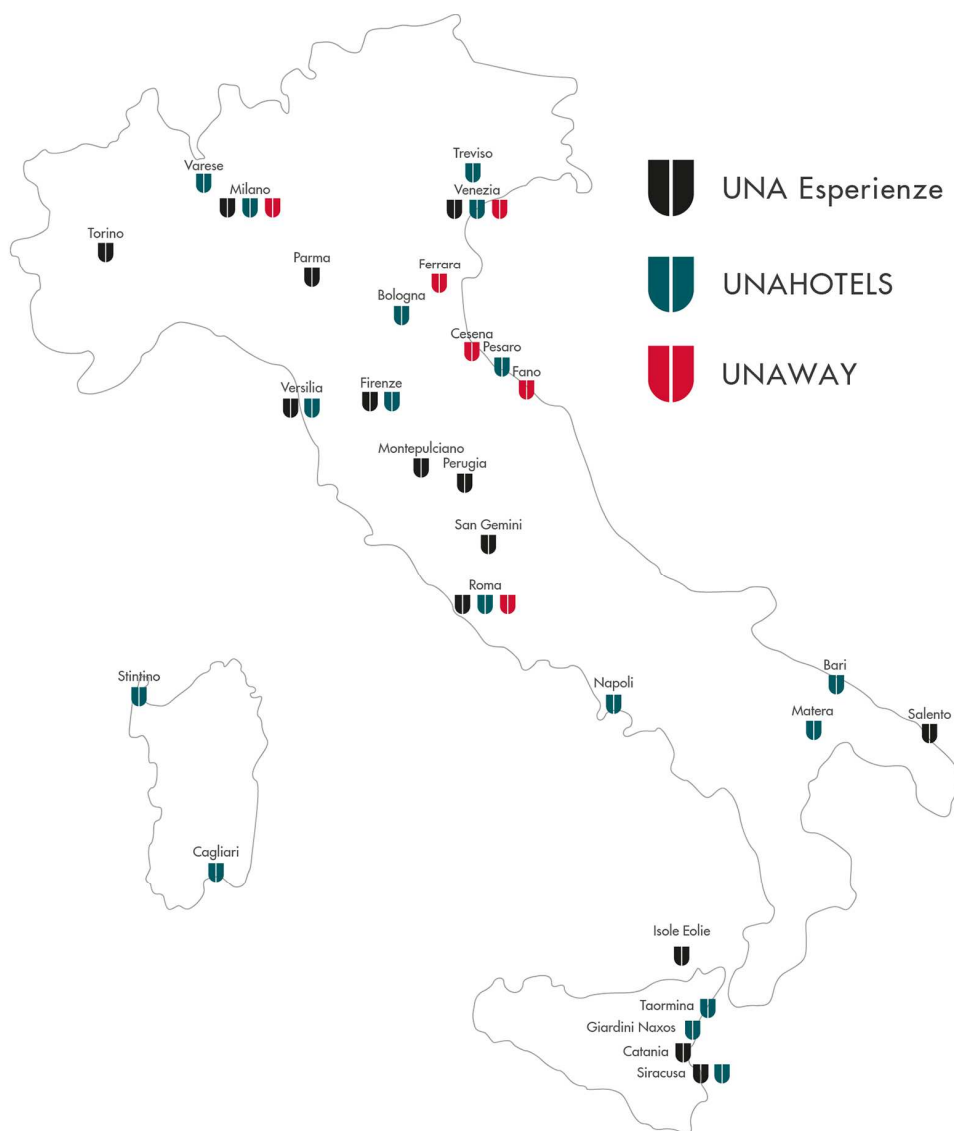 Varese
Milano
Torino
Treviso
Venezia
Parma
Ferrara
Bologna
Cesena
Pesaro
Fano
Versilia
Firenze
Montepulciano
Perugia
San Gemini
Roma
Stintino
Cagliari
Napoli
Bari
Matera
Salento
Isole Eolie
Taormina
Giardini Naxos
Catania
Siracusa
UNA Esperienze
UNAHOTELS
UNAWAY